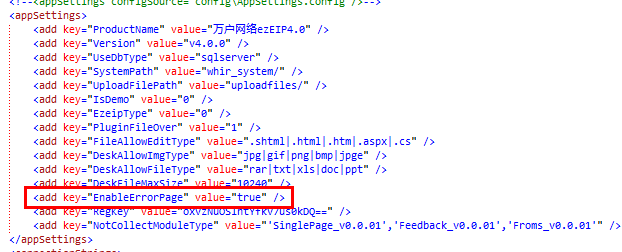 <!--<appSettings configSource="config\AppSettings.config"/>-->
<appSettings>
<add key="ProductName" value="万户网络ezEIP4.0" />
<add key="Version" value="v4.0.0" />
<add key="UseDbType" value="sqlserver" />
<add key="SystemPath" value="whir_system/" />
<add key="UploadFilePath" value="uploadfiles/" />
<add key="IsDemo" value="0" />
<add key="EzeipType" value="0" />
<add key="PluginFileOver" value="1" />
<add key="FileAllowEditType" value=".shtml|.html|.htm|.aspx|.cs" />
<add key="DeskAllowImgType" value="jpg|gif|png|bmp|jpge" />
<add key="DeskAllowFileType" value="rar|txt|xls|doc|ppt" />
<add key="DeskFileMaxSize" value="10240" />
<add key="EnableErrorPage" value="true" />
<add key="RegKey" value="
<add key="NotCollectModuleType" value="'SinglePage_v0.0.01','Feedback_v0.0.01','Froms_v0.0.01'" />
</appSettings>